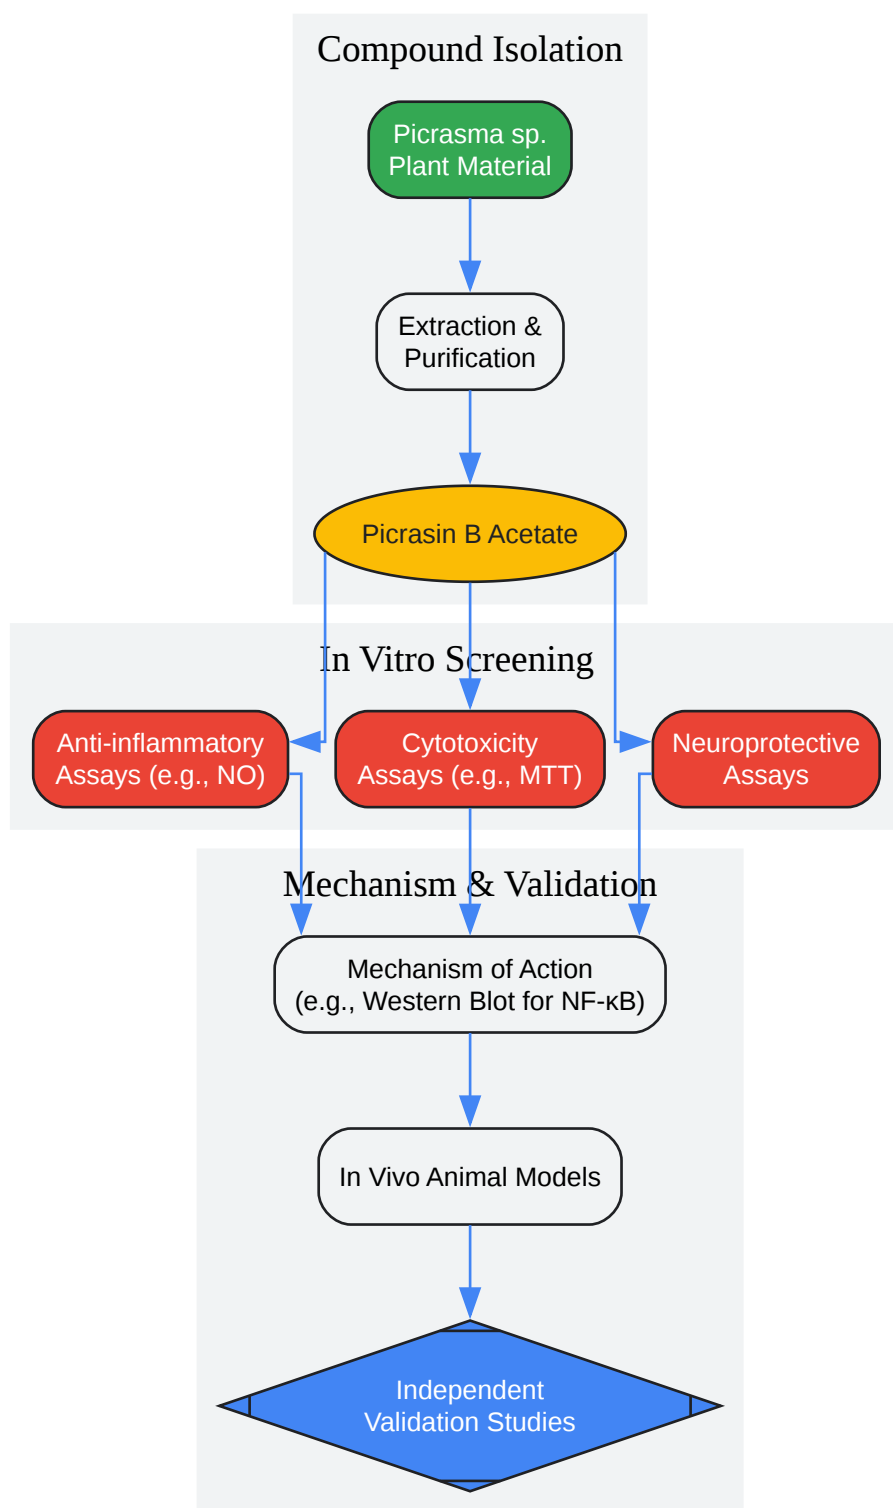 Compound Isolation
Picrasma sp.
Plant Material
Extraction &
Purification
Picrasin B Acetate
In Vitro Screening
Anti-inflammatory
Assays (e.g., NO)
Cytotoxicity
Assays (e.g., MTT)
Neuroprotective
Assays
Mechanism & Validation
Mechanism of Action
(e.g., Western Blot for NF-κB)
In Vivo Animal Models
Independent
Validation Studies